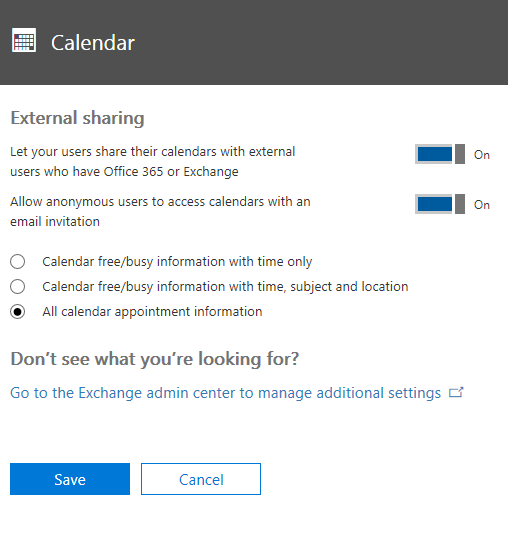 Calendar
External sharing
Let your users share their calendars with external
users who have Office 365 or Exchange
On
Allow anonymous users to access calendars with an
email invitation
On
Calendar free/busy information with time only
Calendar free/busy information with time, subject and location
All calendar appointment information
Don’t see what you’re looking for?
Go to the Exchange admin center to manage additional settings
Save
Cancel